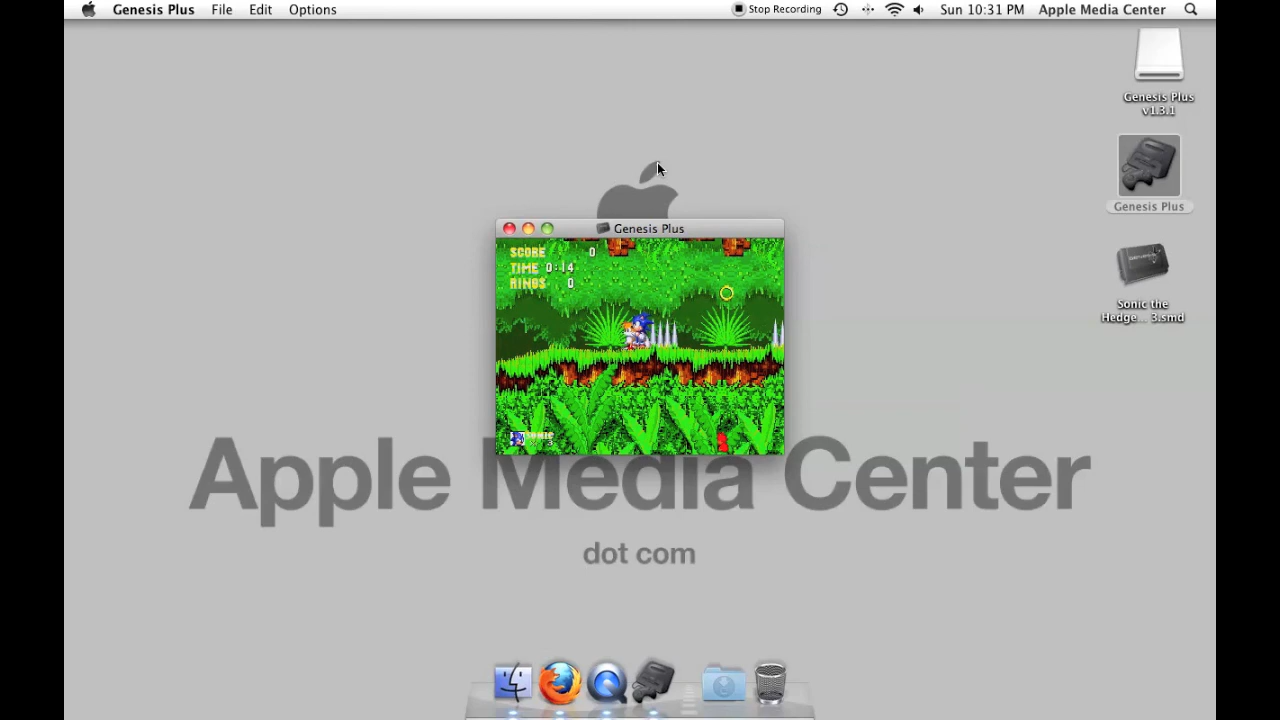 Genesis Plus File Edit Options Stop Recording Sun 10:31 PM Apple Media Center
Genesis Plus
v1.3.1
Genesis Plus
Sonic the
Hedge... 3.smd
Genesis Plus
SCORE 0
TIME 0:14
RINGS 0
SONIC
3
Apple Media Center
dot com